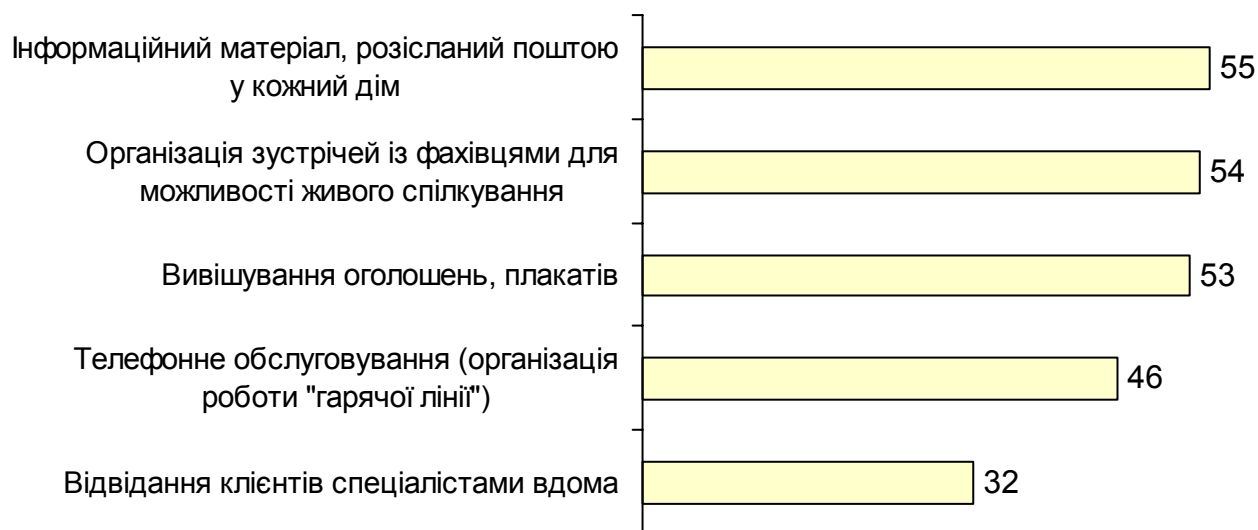 Інформаційний матеріал, розісланий поштою
у кожний дім
55
Організація зустрічей із фахівцями для
можливості живого спілкування
54
Вивішування оголошень, плакатів
53
Телефонне обслуговування (організація
роботи "гарячої лінії")
46
Відвідання клієнтів спеціалістами вдома
32